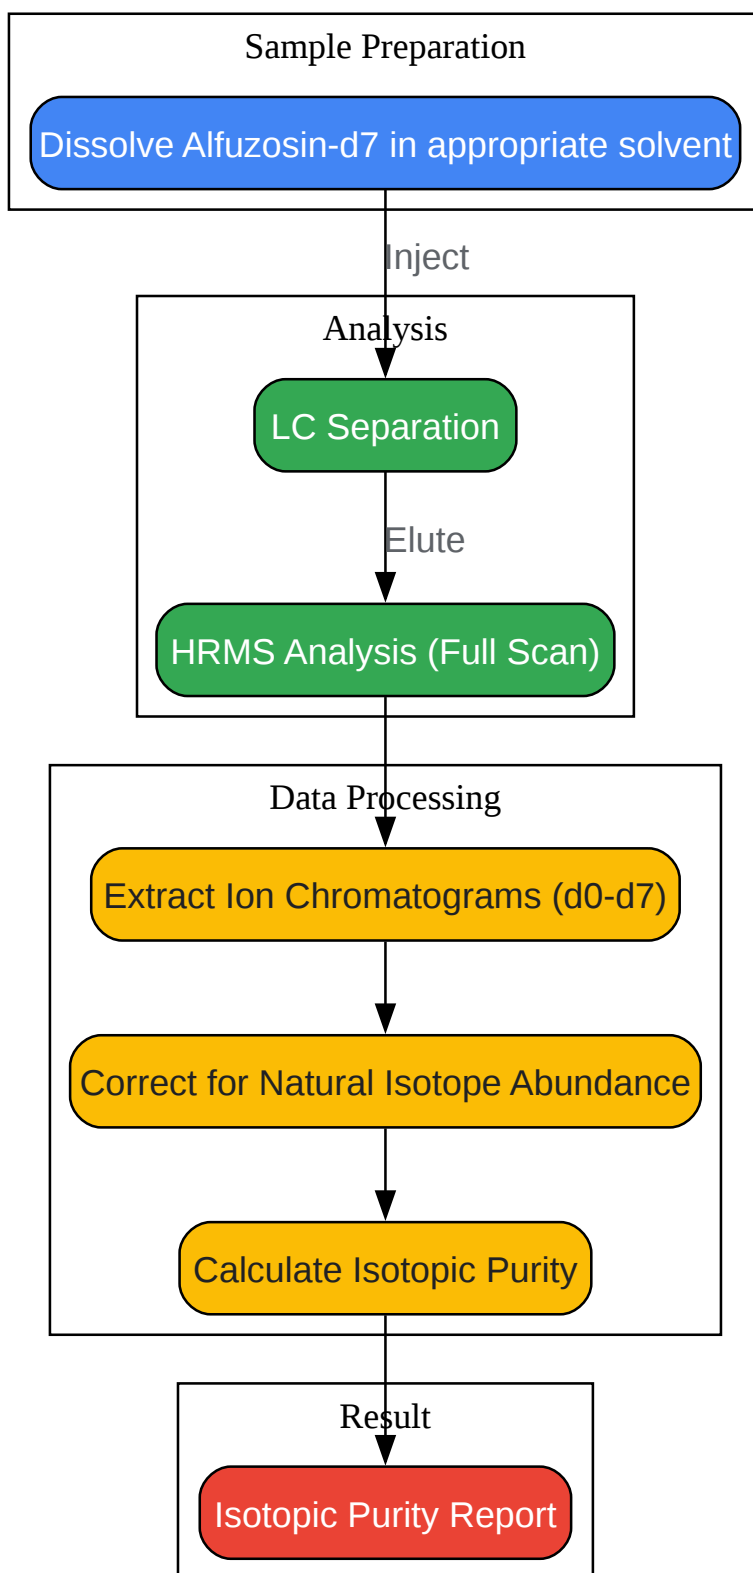 Sample Preparation
Dissolve Alfuzosin-d7 in appropriate solvent
Inject
Analysis
LC Separation
Elute
HRMS Analysis (Full Scan)
Data Processing
Extract Ion Chromatograms (d0-d7)
Correct for Natural Isotope Abundance
Calculate Isotopic Purity
Result
Isotopic Purity Report